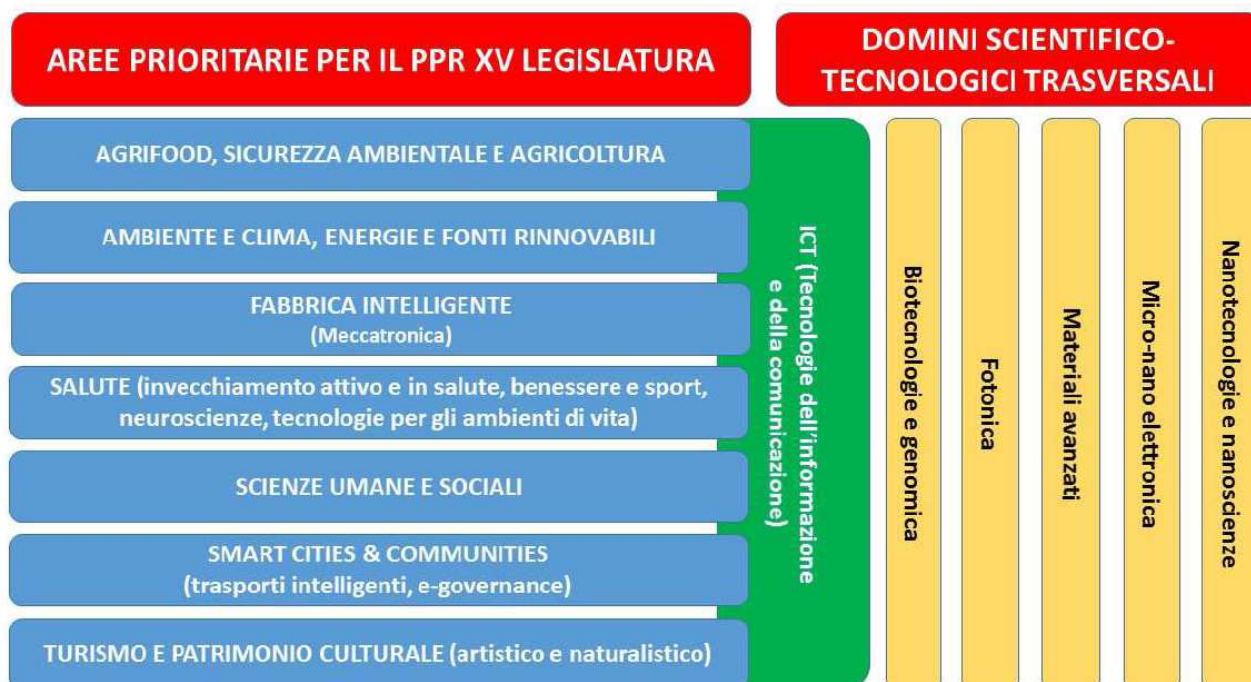 AREE PRIORITARIE PER IL PPR XV LEGISLATURA
DOMINI SCIENTIFICO-
TECNOLOGICI TRASVERSALI
AGRIFOOD, SICUREZZA AMBIENTALE E AGRICOLTURA
AMBIENTE E CLIMA, ENERGIE E FONTI RINNOVABILI
FABBRICA INTELLIGENTE
(Meccatronica)
SALUTE (invecchiamento attivo e in salute, benessere e sport,
neuroscienze, tecnologie per gli ambienti di vita)
SCIENZE UMANE E SOCIALI
SMART CITIES & COMMUNITIES
(trasporti intelligenti, e-governance)
TURISMO E PATRIMONIO CULTURALE (artistico e naturalistico)
ICT (Tecnologie dell'informazione
e della comunicazione)
Biotecnologie e genomica
Fotonica
Materiali avanzati
Micro-nano elettronica
Nanotecnologie e nanoscienze